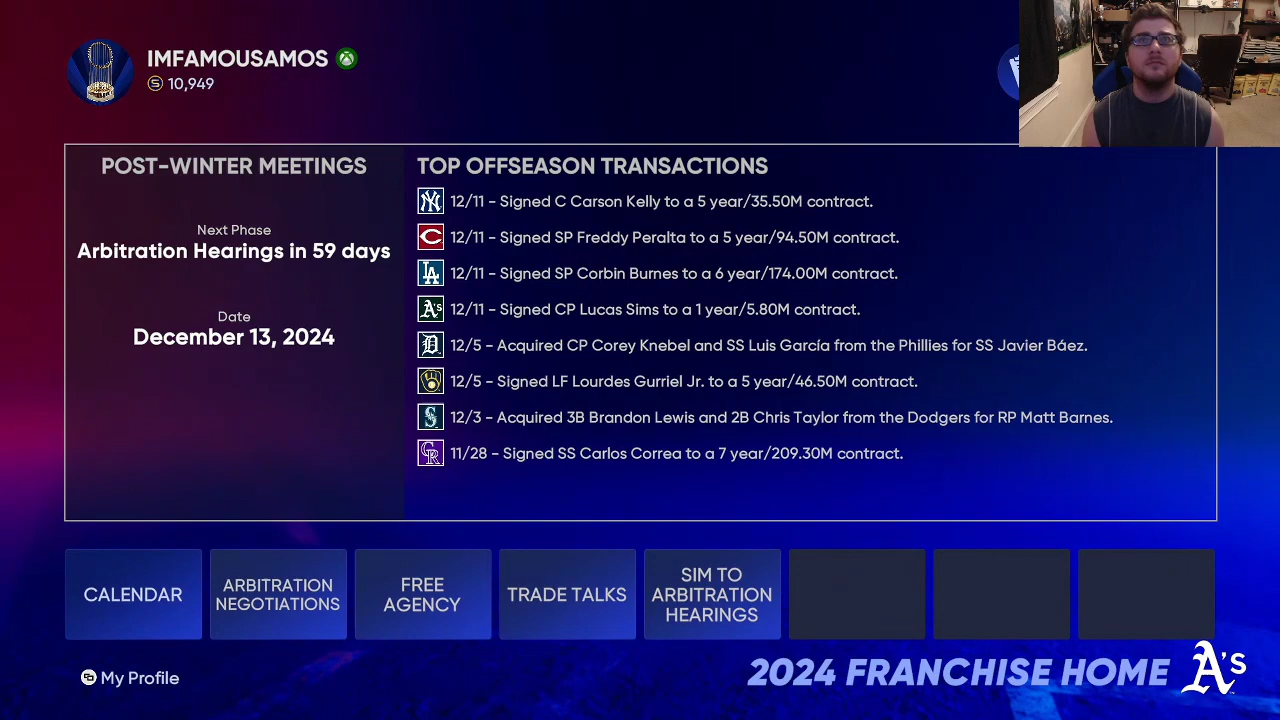 IMFAMOUSAMOS
S 10,949
POST-WINTER MEETINGS
Next Phase
Arbitration Hearings in 59 days
Date
December 13, 2024
TOP OFFSEASON TRANSACTIONS
NY 12/11 - Signed C Carson Kelly to a 5 year/35.50M contract.
C 12/11 - Signed SP Freddy Peralta to a 5 year/94.50M contract.
LA 12/11 - Signed SP Corbin Burnes to a 6 year/174.00M contract.
A's 12/11 - Signed CP Lucas Sims to a 1 year/5.80M contract.
D 12/5 - Acquired CP Corey Knebel and SS Luis García from the Phillies for SS Javier Báez.
12/5 - Signed LF Lourdes Gurriel Jr. to a 5 year/46.50M contract.
S 12/3 - Acquired 3B Brandon Lewis and 2B Chris Taylor from the Dodgers for RP Matt Barnes.
CR 11/28 - Signed SS Carlos Correa to a 7 year/209.30M contract.
CALENDAR
ARBITRATION
NEGOTIATIONS
FREE
AGENCY
TRADE TALKS
SIM TO
ARBITRATION
HEARINGS
My Profile
2024 FRANCHISE HOME A's